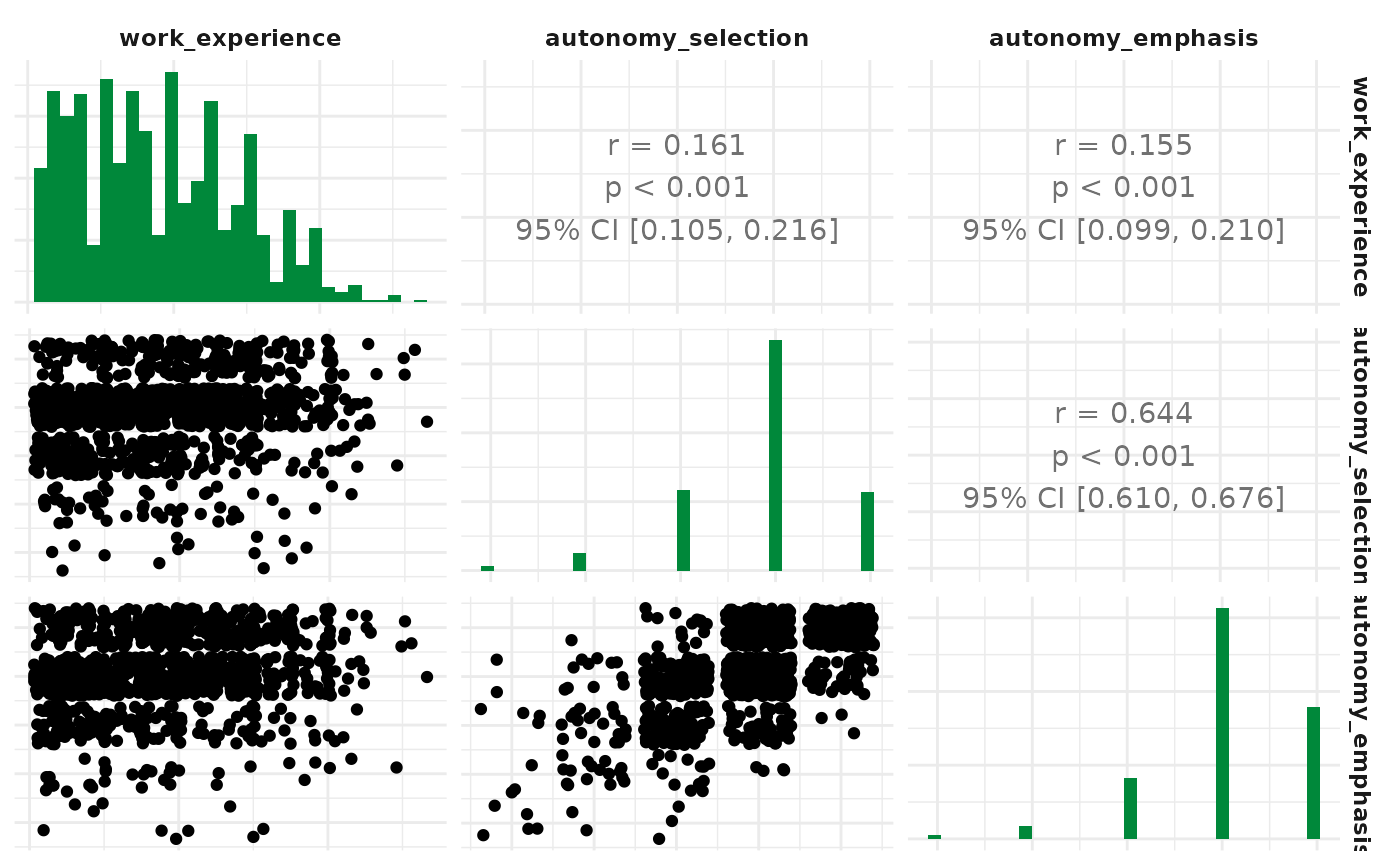 work_experience
autonomy_selection
autonomy_emphasis
r = 0.161
p < 0.001
95% CI [0.105, 0.216]
r = 0.155
p < 0.001
95% CI [0.099, 0.210]
work_experience
r = 0.644
p < 0.001
95% CI [0.610, 0.676]
autonomy_selection
autonomy_emphasis